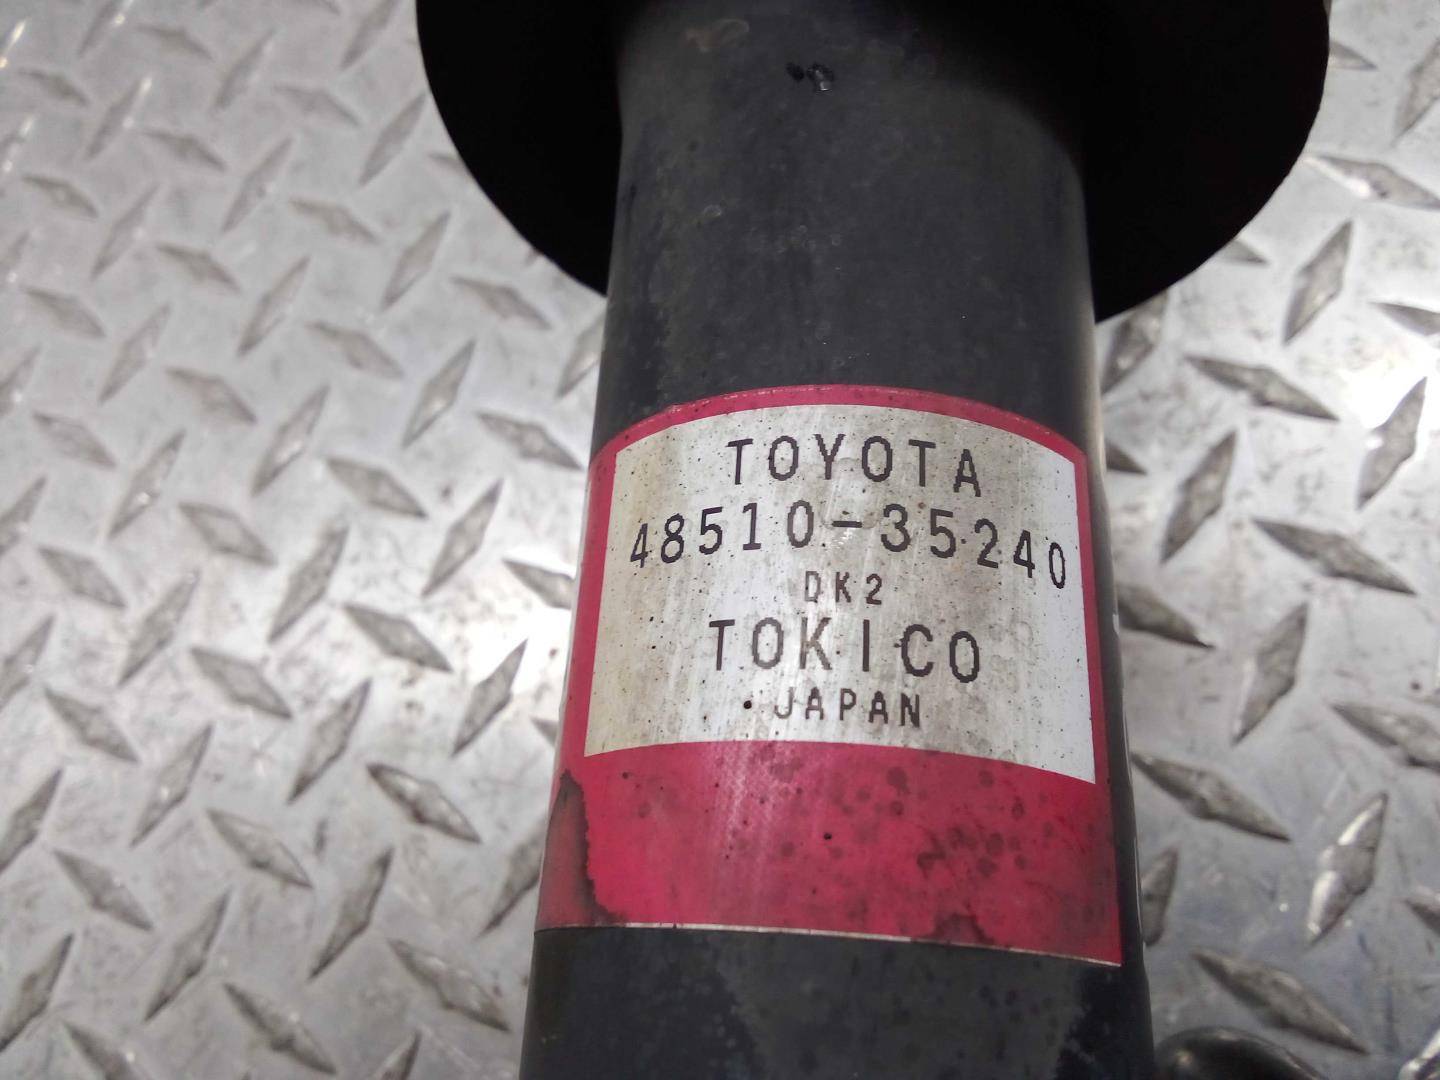 TOYOTA
48510-35240
DK2
TOKICO
JAPAN